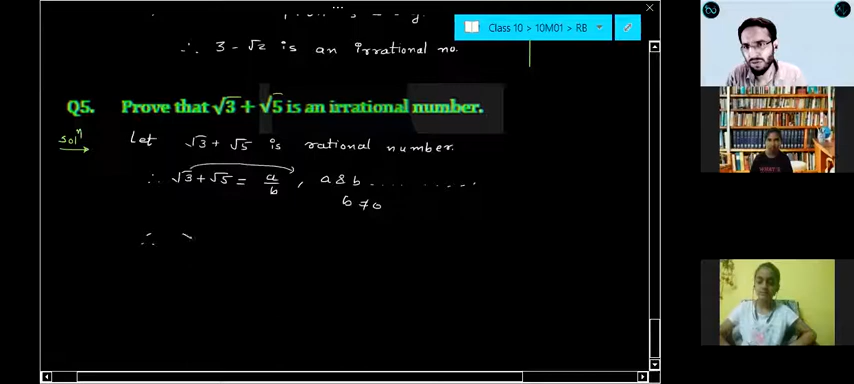 ∴ 3 - √2 is an irrational no.
Class 10 > 10M01 > RB
Q5. Prove that √3 + √5 is an irrational number.
Solⁿ Let √3 + √5 is rational number.
∴ √3 + √5 = a/b , a & b ............
b ≠ 0
∴